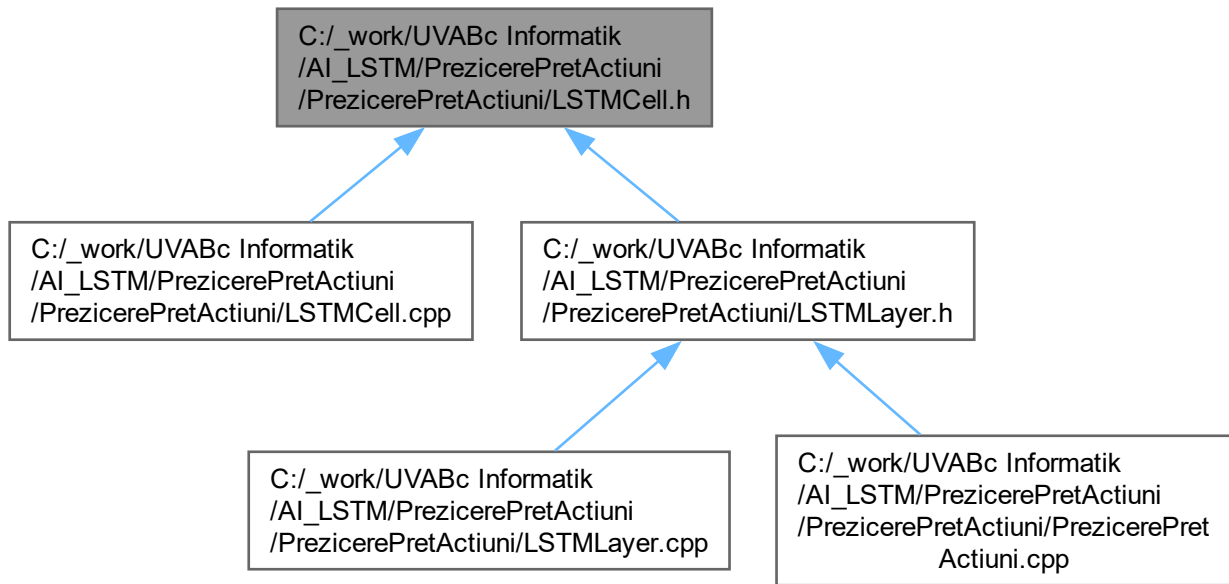 C:/_work/UVABc Informatik
/AI_LSTM/PrezicerePretActiuni
/PrezicerePretActiuni/LSTMCell.h
C:/_work/UVABc Informatik
/AI_LSTM/PrezicerePretActiuni
/PrezicerePretActiuni/LSTMCell.cpp
C:/_work/UVABc Informatik
/AI_LSTM/PrezicerePretActiuni
/PrezicerePretActiuni/LSTMLayer.h
C:/_work/UVABc Informatik
/AI_LSTM/PrezicerePretActiuni
/PrezicerePretActiuni/LSTMLayer.cpp
C:/_work/UVABc Informatik
/AI_LSTM/PrezicerePretActiuni
/PrezicerePretActiuni/PrezicerePret
Actiuni.cpp